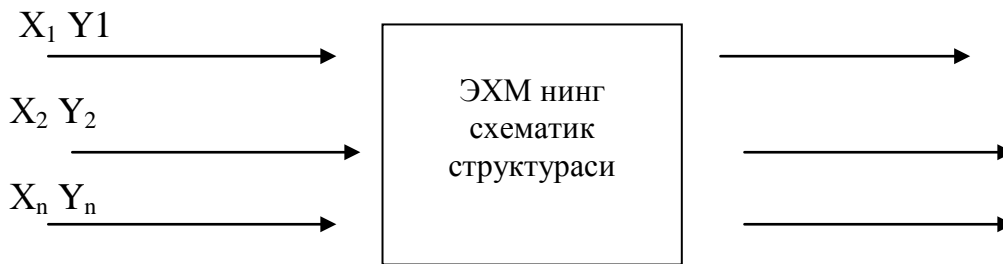 X₁ Y1
X₂ Y₂
Xₙ Yₙ
ЭХМ нинг
схематик
структураси